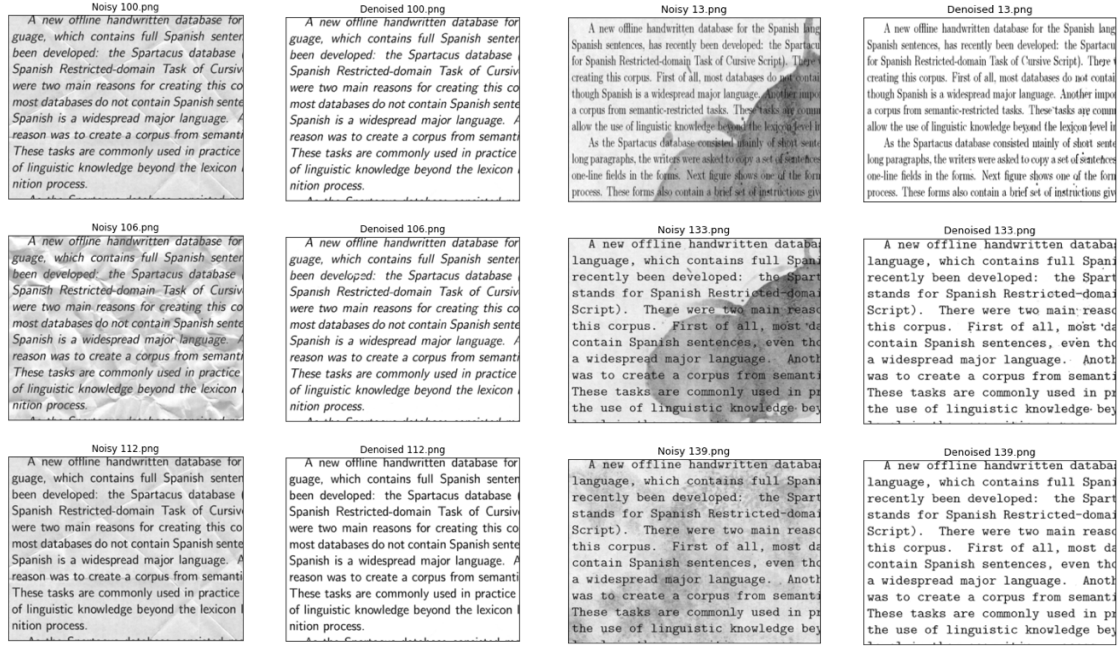 Noisy 100.png
A new offline handwritten database for
guage, which contains full Spanish senten
been developed: the Spartacus database (
Spanish Restricted-domain Task of Cursiv
were two main reasons for creating this co
most databases do not contain Spanish sente
Spanish is a widespread major language. A
reason was to create a corpus from semanti
These tasks are commonly used in practice
of linguistic knowledge beyond the lexicon
nition process.
Denoised 100.png
A new offline handwritten database for
guage, which contains full Spanish senten
been developed: the Spartacus database (
Spanish Restricted-domain Task of Cursiv
were two main reasons for creating this co
most databases do not contain Spanish sente
Spanish is a widespread major language. A
reason was to create a corpus from semanti
These tasks are commonly used in practice
of linguistic knowledge beyond the lexicon
nition process.
Noisy 13.png
A new offline handwritten database for the Spanish lang
Spanish sentences, has recently been developed: the Spartacu
for Spanish Restricted-domain Task of Cursive Script). There
creating this corpus. First of all, most databases do not contai
though Spanish is a widespread major language. Another impo
a corpus from semantic-restricted tasks. These tasks are comm
allow the use of linguistic knowledge beyond the lexicon level in
As the Spartacus database consisted mainly of short sente
long paragraphs, the writers were asked to copy a set of sentences
one-line fields in the forms. Next figure shows one of the form
process. These forms also contain a brief set of instructions giv
Denoised 13.png
A new offline handwritten database for the Spanish lang
Spanish sentences, has recently been developed: the Spartacu
for Spanish Restricted-domain Task of Cursive Script). There
creating this corpus. First of all, most databases do not contai
though Spanish is a widespread major language. Another impo
a corpus from semantic-restricted tasks. These tasks are comm
allow the use of linguistic knowledge beyond the lexicon level in
As the Spartacus database consisted mainly of short sente
long paragraphs, the writers were asked to copy a set of sentences
one-line fields in the forms. Next figure shows one of the form
process. These forms also contain a brief set of instructions giv
Noisy 106.png
A new offline handwritten database for
guage, which contains full Spanish senten
been developed: the Spartacus database (
Spanish Restricted-domain Task of Cursiv
were two main reasons for creating this co
most databases do not contain Spanish sente
Spanish is a widespread major language. A
reason was to create a corpus from semanti
These tasks are commonly used in practice
of linguistic knowledge beyond the lexicon
nition process.
Denoised 106.png
A new offline handwritten database for
guage, which contains full Spanish senten
been developed: the Spartacus database (
Spanish Restricted-domain Task of Cursiv
were two main reasons for creating this co
most databases do not contain Spanish sente
Spanish is a widespread major language. A
reason was to create a corpus from semanti
These tasks are commonly used in practice
of linguistic knowledge beyond the lexicon
nition process.
Noisy 133.png
A new offline handwritten databa
language, which contains full Spani
recently been developed: the Spart
stands for Spanish Restricted-domai
Script). There were two main reaso
this corpus. First of all, most da
contain Spanish sentences, even tho
a widespread major language. Anoth
was to create a corpus from semanti
These tasks are commonly used in pr
the use of linguistic knowledge bey
Denoised 133.png
A new offline handwritten databa
language, which contains full Spani
recently been developed: the Spart
stands for Spanish Restricted-domai
Script). There were two main reaso
this corpus. First of all, most da
contain Spanish sentences, even tho
a widespread major language. Anoth
was to create a corpus from semanti
These tasks are commonly used in pr
the use of linguistic knowledge bey
Noisy 112.png
A new offline handwritten database for
guage, which contains full Spanish senten
been developed: the Spartacus database (
Spanish Restricted-domain Task of Cursiv
were two main reasons for creating this co
most databases do not contain Spanish sente
Spanish is a widespread major language. A
reason was to create a corpus from semanti
These tasks are commonly used in practice
of linguistic knowledge beyond the lexicon l
nition process.
Denoised 112.png
A new offline handwritten database for
guage, which contains full Spanish senten
been developed: the Spartacus database (
Spanish Restricted-domain Task of Cursiv
were two main reasons for creating this co
most databases do not contain Spanish sente
Spanish is a widespread major language. A
reason was to create a corpus from semanti
These tasks are commonly used in practice
of linguistic knowledge beyond the lexicon l
nition process.
Noisy 139.png
A new offline handwritten databa
language, which contains full Spani
recently been developed: the Spart
stands for Spanish Restricted-domai
Script). There were two main reaso
this corpus. First of all, most da
contain Spanish sentences, even tho
a widespread major language. Anoth
was to create a corpus from semanti
These tasks are commonly used in pr
the use of linguistic knowledge bey
Denoised 139.png
A new offline handwritten databa
language, which contains full Spani
recently been developed: the Spart
stands for Spanish Restricted-domai
Script). There were two main reaso
this corpus. First of all, most da
contain Spanish sentences, even tho
a widespread major language. Anoth
was to create a corpus from semanti
These tasks are commonly used in pr
the use of linguistic knowledge bey